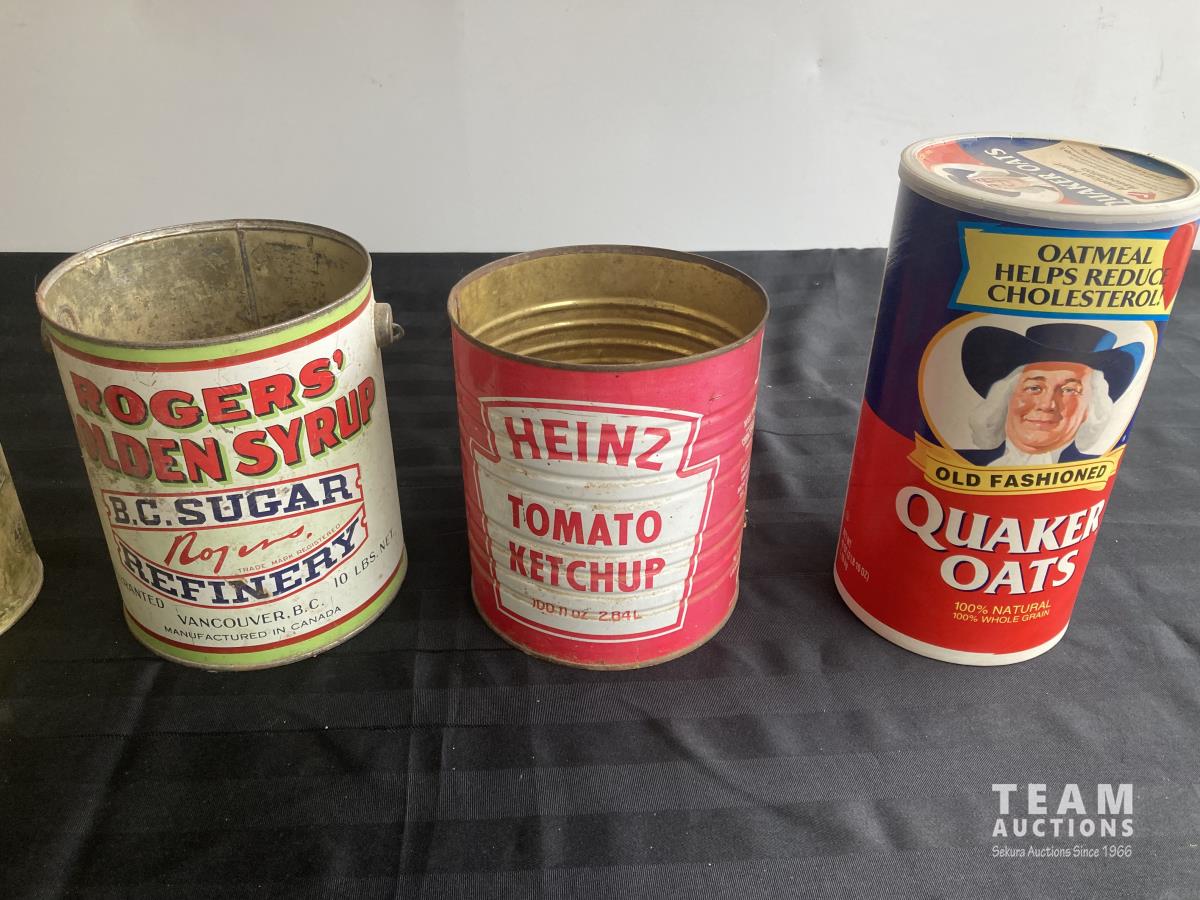 ROGERS'
GOLDEN SYRUP
B.C. SUGAR
Rogers
TRADE MARK REGISTERED
REFINERY
10 LBS. NET.
VANCOUVER, B.C.
MANUFACTURED IN CANADA
HEINZ
TOMATO
KETCHUP
100 fl oz 2.84L
QUAKER OATS
OATMEAL
HELPS REDUCE
CHOLESTEROL!
OLD FASHIONED
QUAKER
OATS
100% NATURAL
100% WHOLE GRAIN
TEAM
AUCTIONS
Sekura Auctions Since 1966